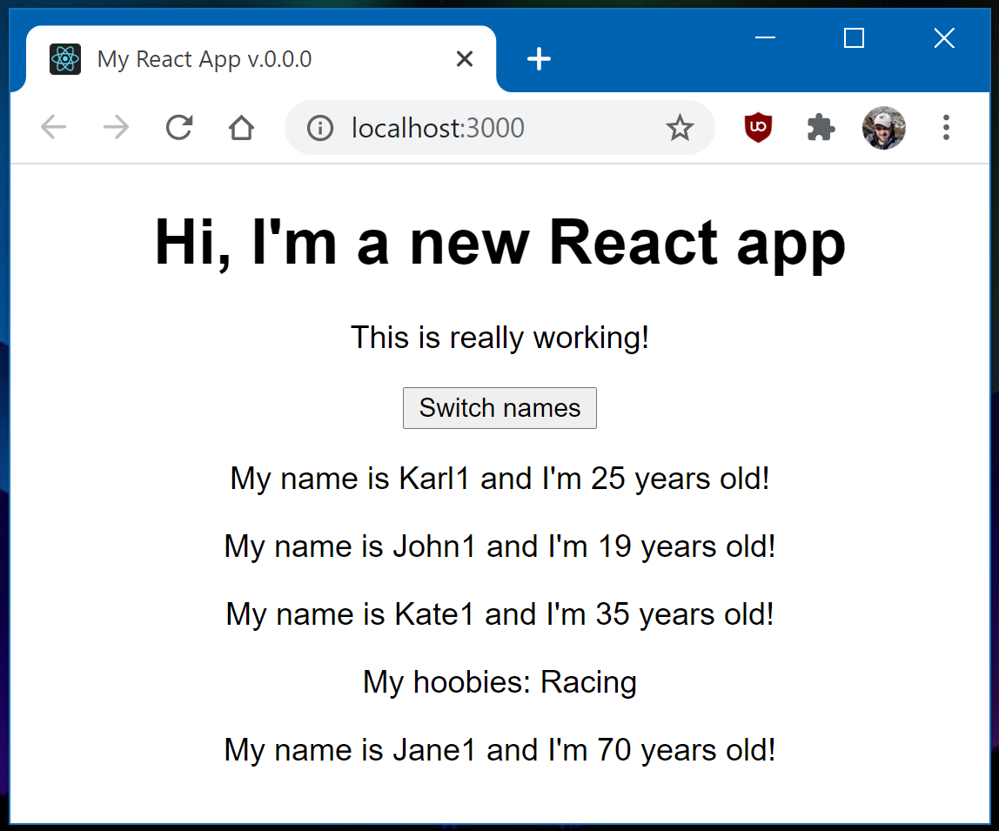 My React App v.0.0.0
localhost:3000
Hi, I'm a new React app
This is really working!
Switch names
My name is Karl1 and I'm 25 years old!
My name is John1 and I'm 19 years old!
My name is Kate1 and I'm 35 years old!
My hoobies: Racing
My name is Jane1 and I'm 70 years old!